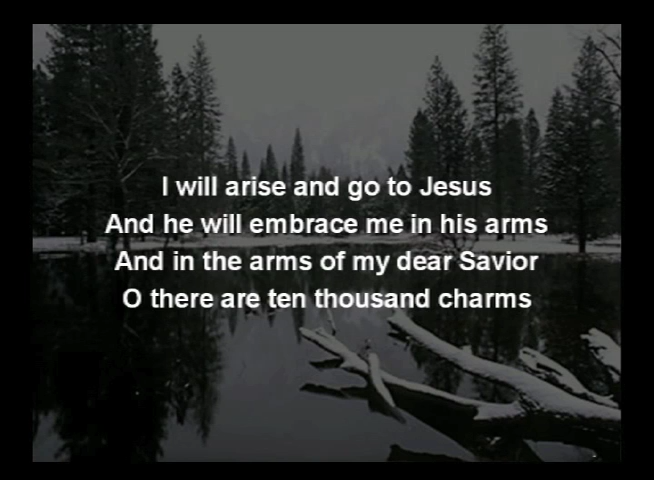 I will arise and go to Jesus
And he will embrace me in his arms
And in the arms of my dear Savior
O there are ten thousand charms